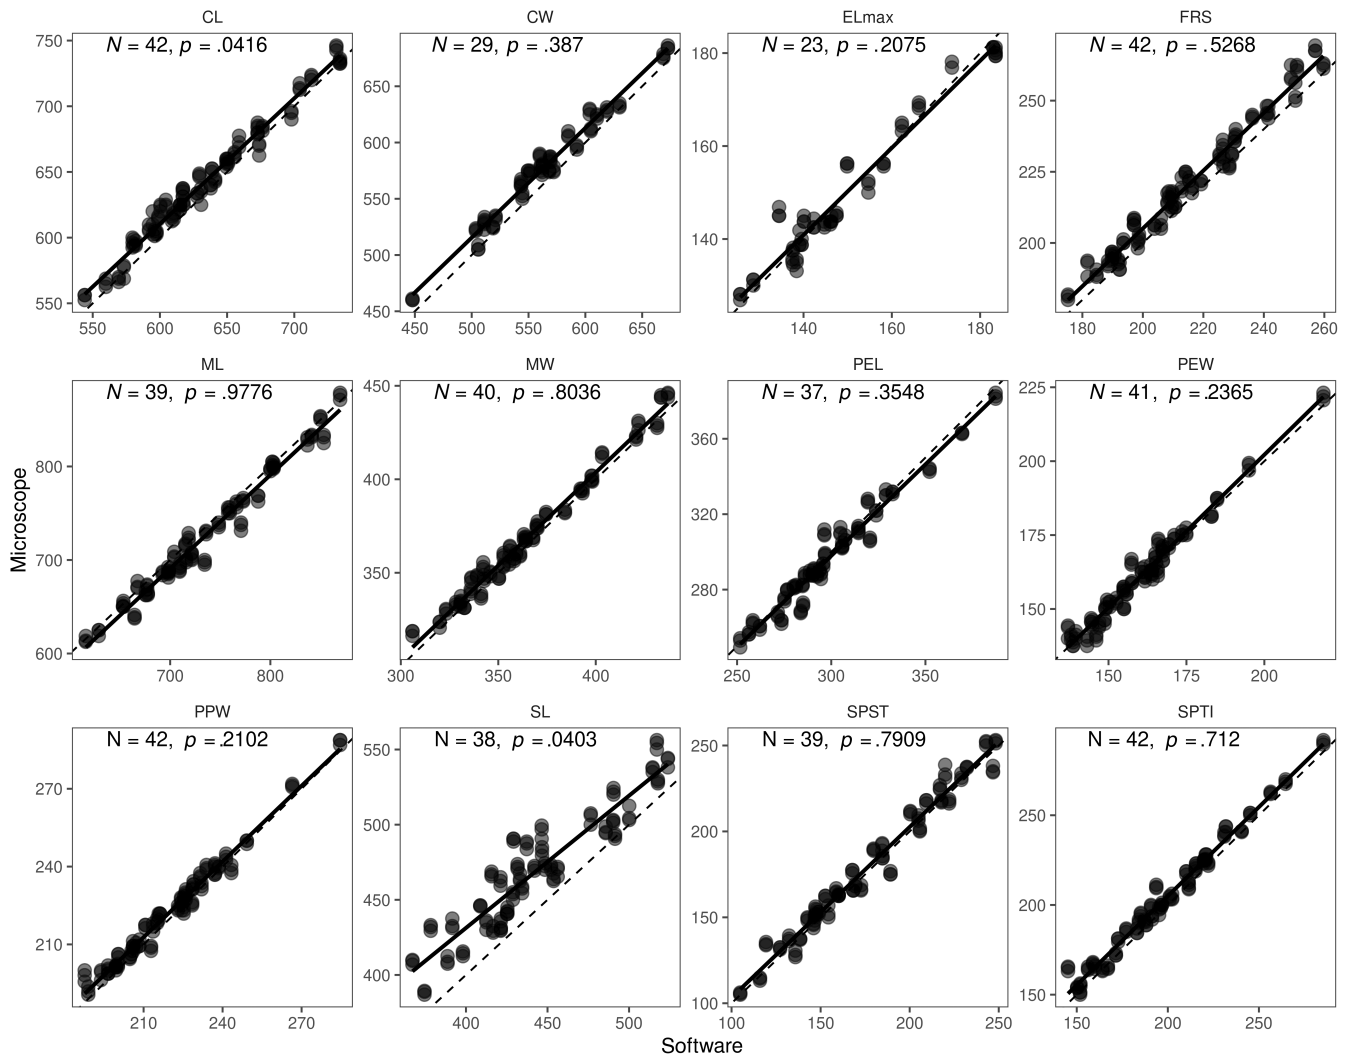 CL
CW
ELmax
FRS
N = 42, p = .0416
N = 29, p = .387
N = 23, p = .2075
N = 42, p = .5268
750
700
650
600
550
550 600 650 700
650
600
550
500
450
450 500 550 600 650
180
160
140
140 160 180
250
225
200
180 200 220 240 260
ML
MW
PEL
PEW
N = 39, p = .9776
N = 40, p = .8036
N = 37, p = .3548
N = 41, p = .2365
800
700
600
700 800
450
400
350
300 350 400
360
320
280
250 300 350
225
200
175
150
150 175 200
Microscope
PPW
SL
SPST
SPTI
N = 42, p = .2102
N = 38, p = .0403
N = 39, p = .7909
N = 42, p = .712
270
240
210
210 240 270
550
500
450
400
400 450 500
250
200
150
100
100 150 200 250
250
200
150
150 200 250
Software